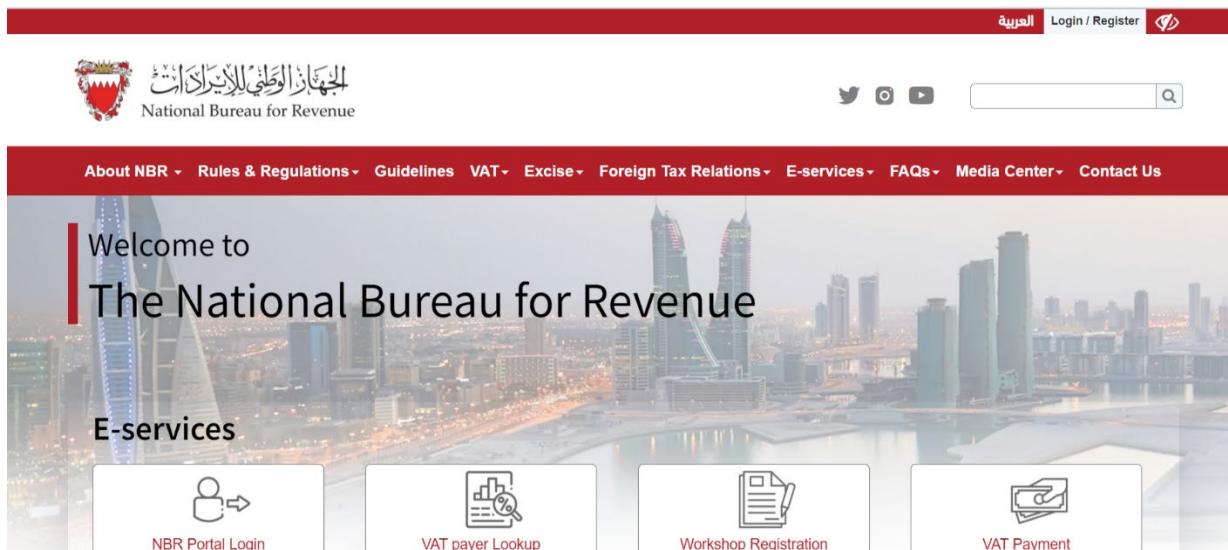 العربية
Login / Register
الجهاز الوطني للإيرادات
National Bureau for Revenue
About NBR
Rules & Regulations
Guidelines
VAT
Excise
Foreign Tax Relations
E-services
FAQs
Media Center
Contact Us
Welcome to
The National Bureau for Revenue
E-services
NBR Portal Login
VAT payer Lookup
Workshop Registration
VAT Payment